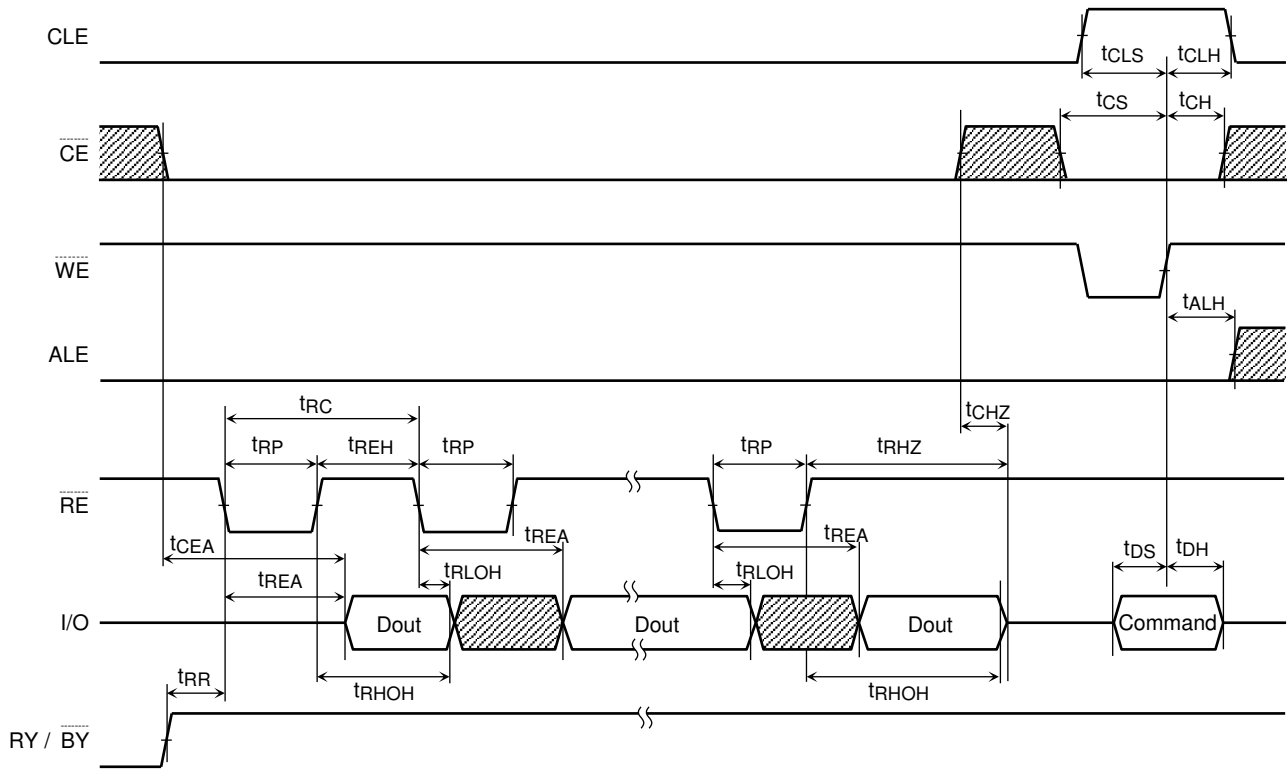 CLE
tCLS
tCLH
tCS
tCH
CE
WE
tALH
ALE
tRC
tCHZ
tRP
tREH
tRP
tRP
tRHZ
RE
tCEA
tREA
tREA
tDS
tDH
tREA
tRLOH
tRLOH
I/O
Dout
Dout
Dout
Command
tRR
tRHOH
tRHOH
RY / BY